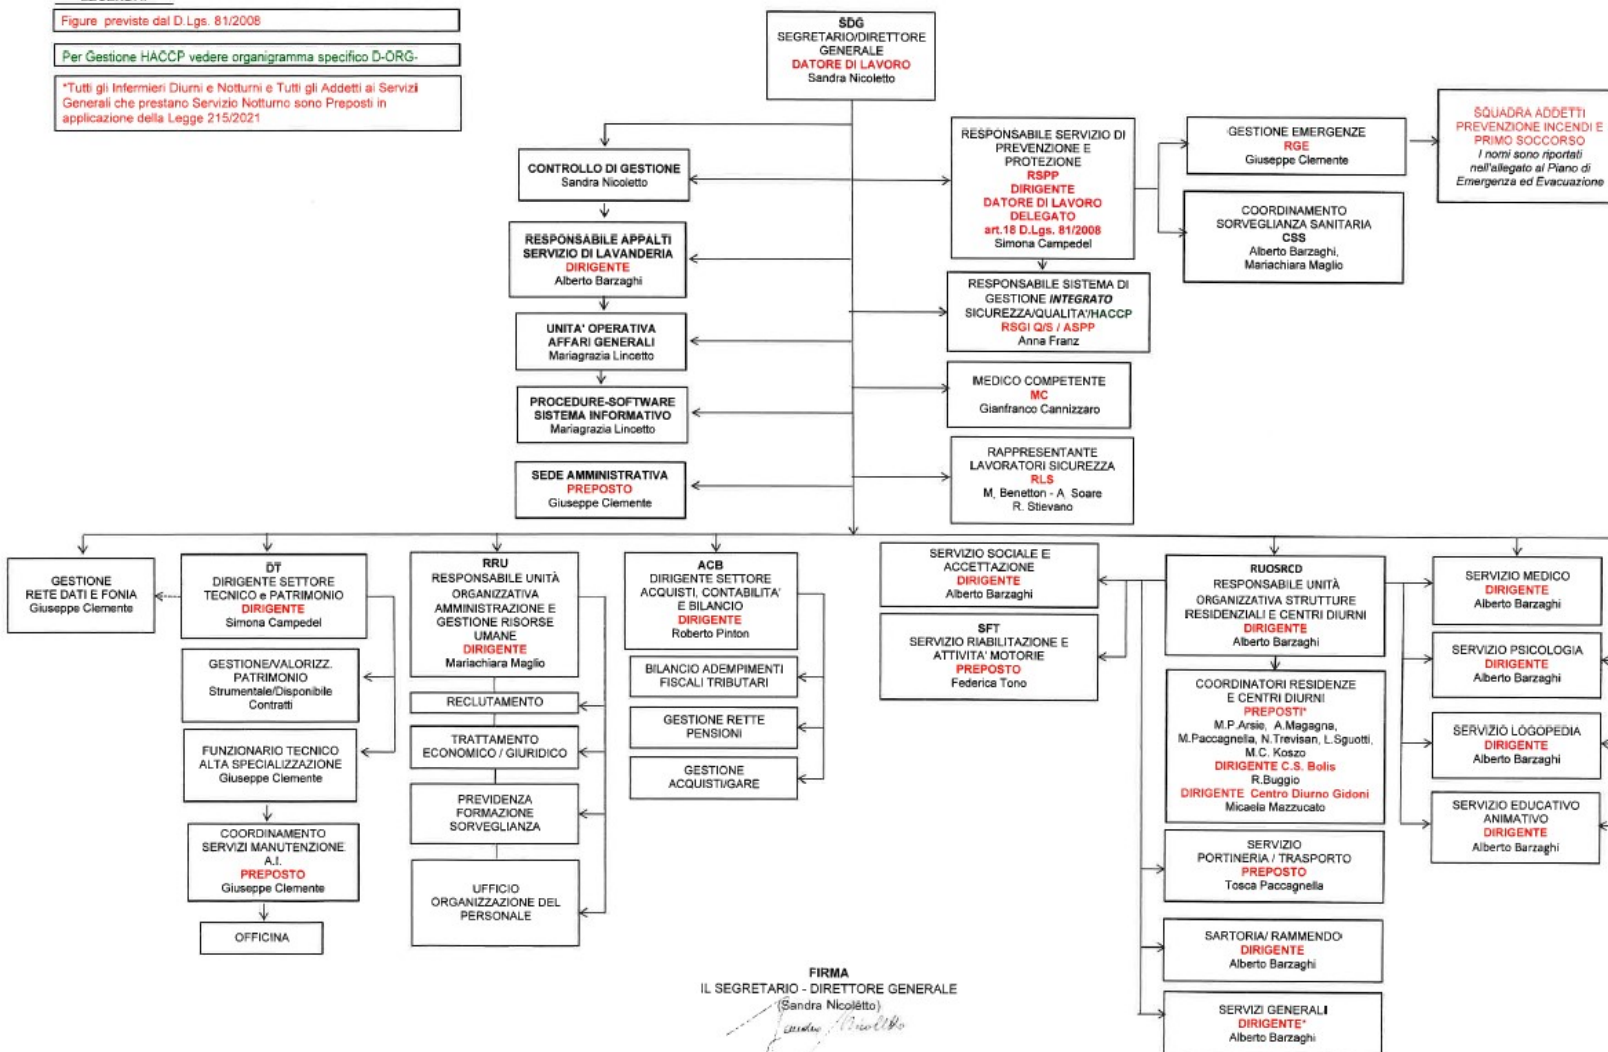 Figure previste dal D.Lgs. 81/2008
Per Gestione HACCP vedere organigramma specifico D-ORG-
*Tutti gli Infermieri Diurni e Notturni e Tutti gli Addetti ai Servizi
Generali che prestano Servizio Notturno sono Preposti in
applicazione della Legge 215/2021
SDG
SEGRETARIO/DIRETTORE
GENERALE
DATORE DI LAVORO
Sandra Nicoletto
CONTROLLO DI GESTIONE
Sandra Nicoletto
RESPONSABILE APPALTI
SERVIZIO DI LAVANDERIA
DIRIGENTE
Alberto Barzaghi
UNITA' OPERATIVA
AFFARI GENERALI
Mariagrazia Lincetto
PROCEDURE-SOFTWARE
SISTEMA INFORMATIVO
Mariagrazia Lincetto
SEDE AMMINISTRATIVA
PREPOSTO
Giuseppe Clemente
RESPONSABILE SERVIZIO DI
PREVENZIONE E
PROTEZIONE
RSPP
DIRIGENTE
DATORE DI LAVORO
DELEGATO
art.18 D.Lgs. 81/2008
Simona Campedel
RESPONSABILE SISTEMA DI
GESTIONE INTEGRATO
SICUREZZA/QUALITA'/HACCP
RSGI Q/S / ASPP
Anna Franz
MEDICO COMPETENTE
MC
Gianfranco Cannizzaro
RAPPRESENTANTE
LAVORATORI SICUREZZA
RLS
M. Benetton - A. Soare
R. Stievano
GESTIONE EMERGENZE
RGE
Giuseppe Clemente
COORDINAMENTO
SORVEGLIANZA SANITARIA
CSS
Alberto Barzaghi,
Mariachiara Maglio
SQUADRA ADDETTI
PREVENZIONE INCENDI E
PRIMO SOCCORSO
I nomi sono riportati
nell'allegato al Piano di
Emergenza ed Evacuazione
GESTIONE
RETE DATI E FONIA
Giuseppe Clemente
DT
DIRIGENTE SETTORE
TECNICO e PATRIMONIO
DIRIGENTE
Simona Campedel
GESTIONE/VALORIZZ.
PATRIMONIO
Strumentale/Disponibile
Contratti
FUNZIONARIO TECNICO
ALTA SPECIALIZZAZIONE
Giuseppe Clemente
COORDINAMENTO
SERVIZI MANUTENZIONE
A.I.
PREPOSTO
Giuseppe Clemente
OFFICINA
RRU
RESPONSABILE UNITÀ
ORGANIZZATIVA
AMMINISTRAZIONE E
GESTIONE RISORSE
UMANE
DIRIGENTE
Mariachiara Maglio
RECLUTAMENTO
TRATTAMENTO
ECONOMICO / GIURIDICO
PREVIDENZA
FORMAZIONE
SORVEGLIANZA
UFFICIO
ORGANIZZAZIONE DEL
PERSONALE
ACB
DIRIGENTE SETTORE
ACQUISTI, CONTABILITA'
E BILANCIO
DIRIGENTE
Roberto Pinton
BILANCIO ADEMPIMENTI
FISCALI TRIBUTARI
GESTIONE RETTE
PENSIONI
GESTIONE
ACQUISTI/GARE
SERVIZIO SOCIALE E
ACCETTAZIONE
DIRIGENTE
Alberto Barzaghi
SFT
SERVIZIO RIABILITAZIONE E
ATTIVITA' MOTORIE
PREPOSTO
Federica Tono
RUOSRCD
RESPONSABILE UNITÀ
ORGANIZZATIVA STRUTTURE
RESIDENZIALI E CENTRI DIURNI
DIRIGENTE
Alberto Barzaghi
COORDINATORI RESIDENZE
E CENTRI DIURNI
PREPOSTI*
M.P.Arsie, A.Magagna,
M.Paccagnella, N.Trevisan, L.Sguotti,
M.C. Koszo
DIRIGENTE C.S. Bolis
R.Buggio
DIRIGENTE Centro Diurno Gidoni
Micaela Mazzucato
SERVIZIO
PORTINERIA / TRASPORTO
PREPOSTO
Tosca Paccagnella
SARTORIA/ RAMMENDO
DIRIGENTE
Alberto Barzaghi
SERVIZI GENERALI
DIRIGENTE*
Alberto Barzaghi
SERVIZIO MEDICO
DIRIGENTE
Alberto Barzaghi
SERVIZIO PSICOLOGIA
DIRIGENTE
Alberto Barzaghi
SERVIZIO LOGOPEDIA
DIRIGENTE
Alberto Barzaghi
SERVIZIO EDUCATIVO
ANIMATIVO
DIRIGENTE
Alberto Barzaghi
FIRMA
IL SEGRETARIO - DIRETTORE GENERALE
(Sandra Nicoletto)
Sandra Nicoletto